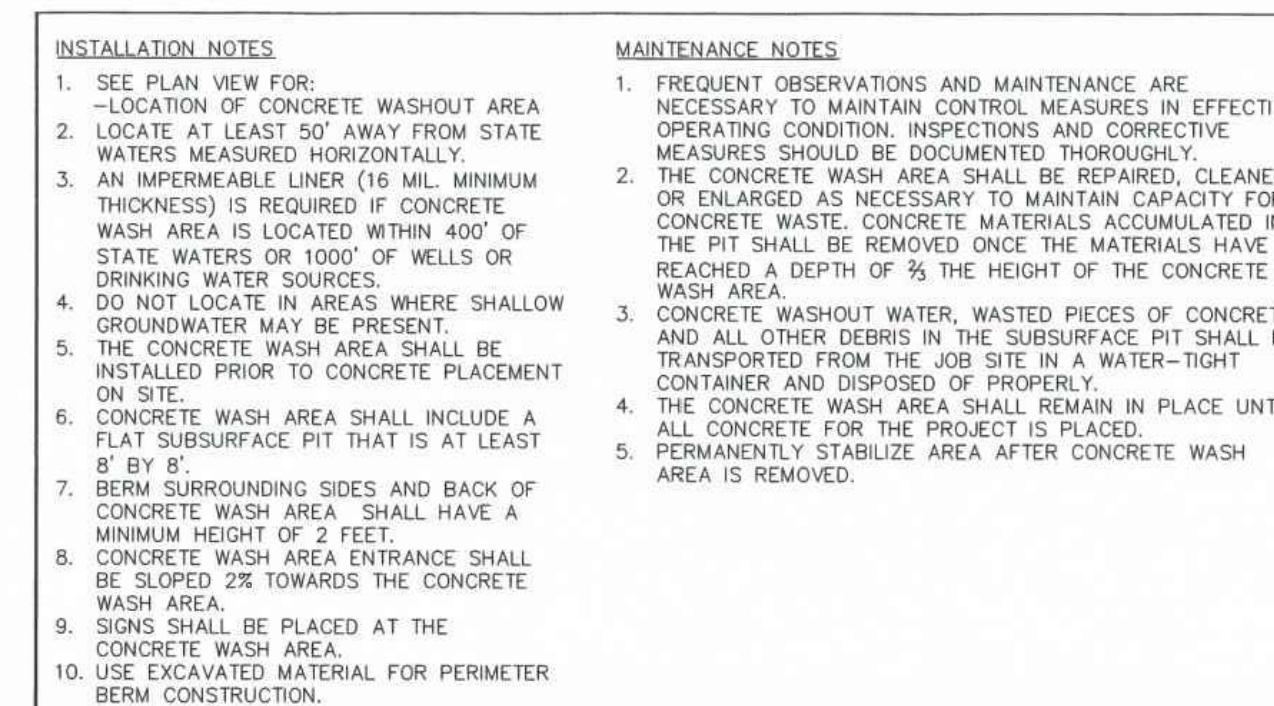 INSTALLATION NOTES
1. SEE PLAN VIEW FOR:
-LOCATION OF CONCRETE WASHOUT AREA
2. LOCATE AT LEAST 50' AWAY FROM STATE
WATERS MEASURED HORIZONTALLY.
3. AN IMPERMEABLE LINER (16 MIL. MINIMUM
THICKNESS) IS REQUIRED IF CONCRETE
WASH AREA IS LOCATED WITHIN 400' OF
STATE WATERS OR 1000' OF WELLS OR
DRINKING WATER SOURCES.
4. DO NOT LOCATE IN AREAS WHERE SHALLOW
GROUNDWATER MAY BE PRESENT.
5. THE CONCRETE WASH AREA SHALL BE
INSTALLED PRIOR TO CONCRETE PLACEMENT
ON SITE.
6. CONCRETE WASH AREA SHALL INCLUDE A
FLAT SUBSURFACE PIT THAT IS AT LEAST
8' BY 8'.
7. BERM SURROUNDING SIDES AND BACK OF
CONCRETE WASH AREA SHALL HAVE A
MINIMUM HEIGHT OF 2 FEET.
8. CONCRETE WASH AREA ENTRANCE SHALL
BE SLOPED 2% TOWARDS THE CONCRETE
WASH AREA.
9. SIGNS SHALL BE PLACED AT THE
CONCRETE WASH AREA.
10. USE EXCAVATED MATERIAL FOR PERIMETER
BERM CONSTRUCTION.
MAINTENANCE NOTES
1. FREQUENT OBSERVATIONS AND MAINTENANCE ARE
NECESSARY TO MAINTAIN CONTROL MEASURES IN EFFECTI
OPERATING CONDITION. INSPECTIONS AND CORRECTIVE
MEASURES SHOULD BE DOCUMENTED THOROUGHLY.
2. THE CONCRETE WASH AREA SHALL BE REPAIRED, CLEANE
OR ENLARGED AS NECESSARY TO MAINTAIN CAPACITY FOR
CONCRETE WASTE. CONCRETE MATERIALS ACCUMULATED I
THE PIT SHALL BE REMOVED ONCE THE MATERIALS HAVE
REACHED A DEPTH OF ⅔ THE HEIGHT OF THE CONCRETE
WASH AREA.
3. CONCRETE WASHOUT WATER, WASTED PIECES OF CONCRET
AND ALL OTHER DEBRIS IN THE SUBSURFACE PIT SHALL
TRANSPORTED FROM THE JOB SITE IN A WATER-TIGHT
CONTAINER AND DISPOSED OF PROPERLY.
4. THE CONCRETE WASH AREA SHALL REMAIN IN PLACE UNT
ALL CONCRETE FOR THE PROJECT IS PLACED.
5. PERMANENTLY STABILIZE AREA AFTER CONCRETE WASH
AREA IS REMOVED.